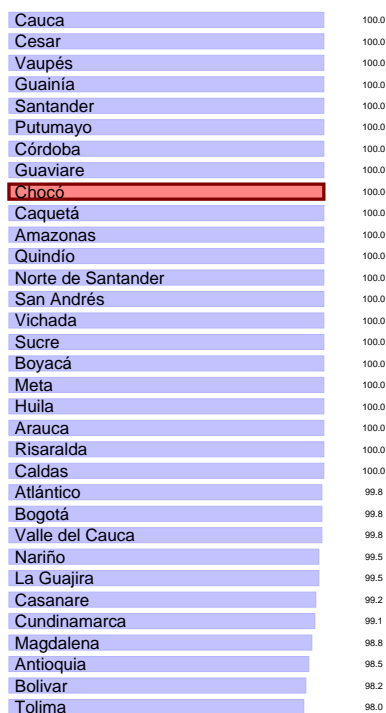 Cauca 100.0
Cesar 100.0
Vaupés 100.0
Guainía 100.0
Santander 100.0
Putumayo 100.0
Córdoba 100.0
Guaviare 100.0
Chocó 100.0
Caquetá 100.0
Amazonas 100.0
Quindío 100.0
Norte de Santander 100.0
San Andrés 100.0
Vichada 100.0
Sucre 100.0
Boyacá 100.0
Meta 100.0
Huila 100.0
Arauca 100.0
Risaralda 100.0
Caldas 100.0
Atlántico 99.8
Bogotá 99.8
Valle del Cauca 99.8
Nariño 99.5
La Guajira 99.5
Casanare 99.2
Cundinamarca 99.1
Magdalena 98.8
Antioquia 98.5
Bolivar 98.2
Tolima 98.0